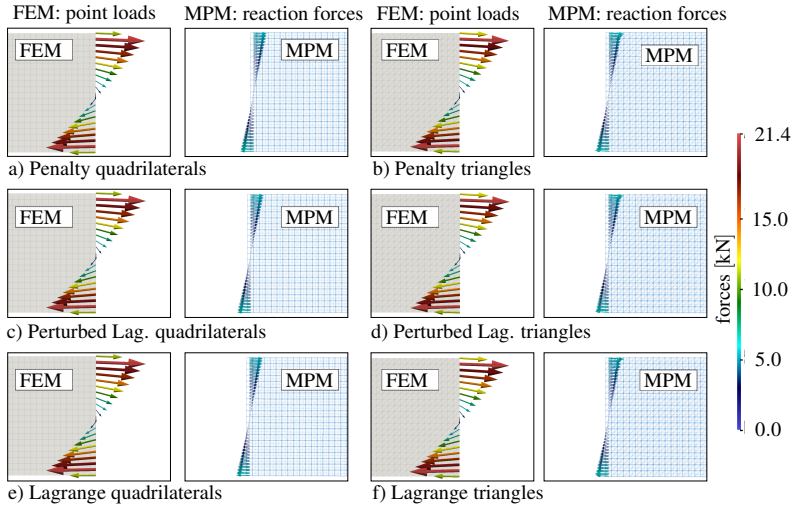 FEM: point loads MPM: reaction forces FEM: point loads MPM: reaction forces
FEM MPM FEM MPM
a) Penalty quadrilaterals b) Penalty triangles
FEM MPM FEM MPM
c) Perturbed Lag. quadrilaterals d) Perturbed Lag. triangles
FEM MPM FEM MPM
e) Lagrange quadrilaterals f) Lagrange triangles
forces [kN]
21.4
15.0
10.0
5.0
0.0